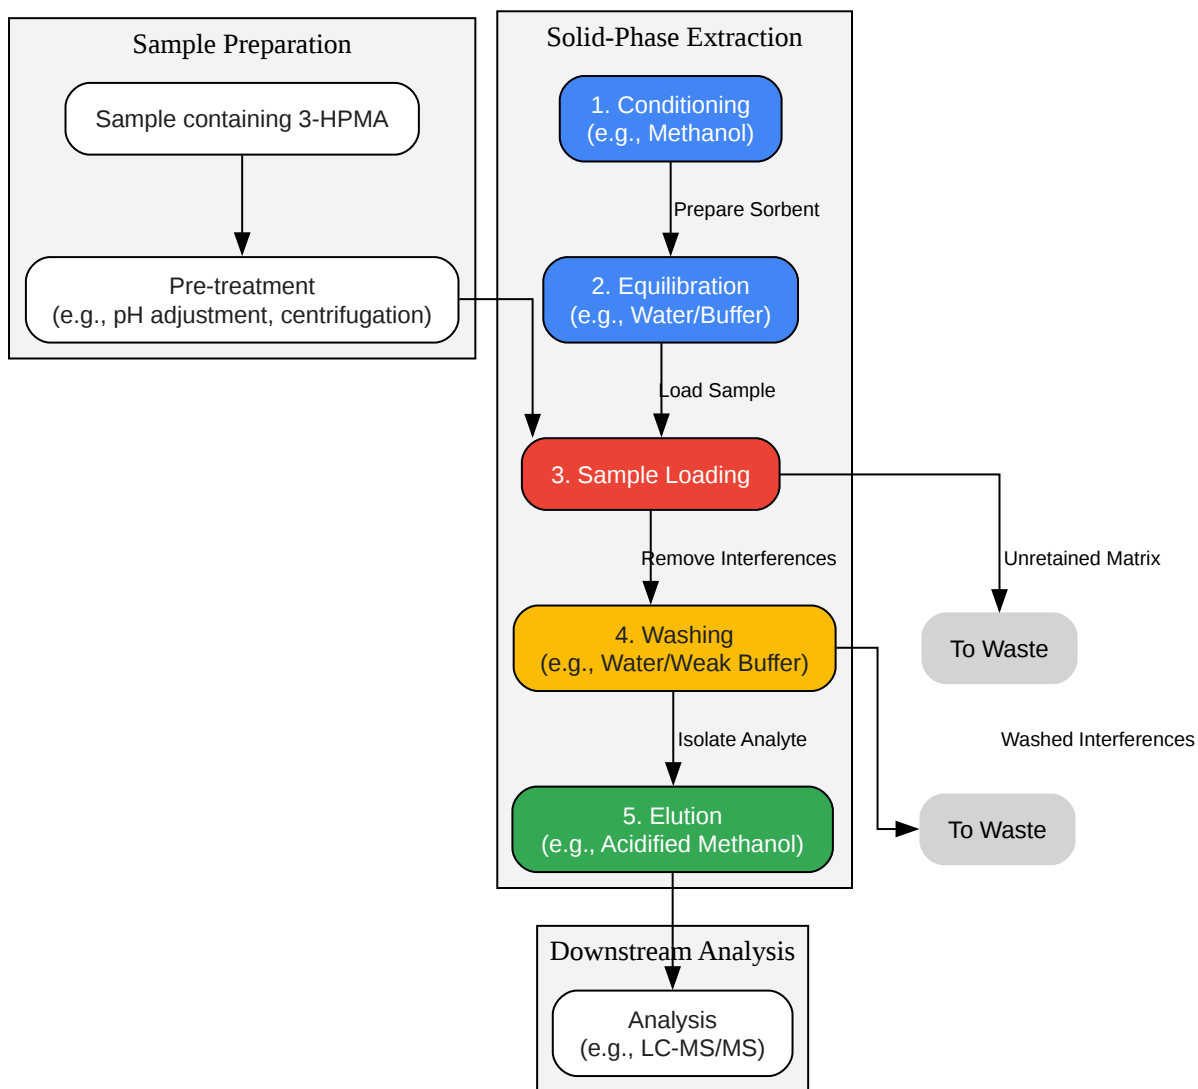 Sample Preparation
Sample containing 3-HPMA
Pre-treatment
(e.g., pH adjustment, centrifugation)
Solid-Phase Extraction
1. Conditioning
(e.g., Methanol)
Prepare Sorbent
2. Equilibration
(e.g., Water/Buffer)
Load Sample
3. Sample Loading
Remove Interferences
Unretained Matrix
4. Washing
(e.g., Water/Weak Buffer)
To Waste
Isolate Analyte
Washed Interferences
5. Elution
(e.g., Acidified Methanol)
To Waste
Downstream Analysis
Analysis
(e.g., LC-MS/MS)